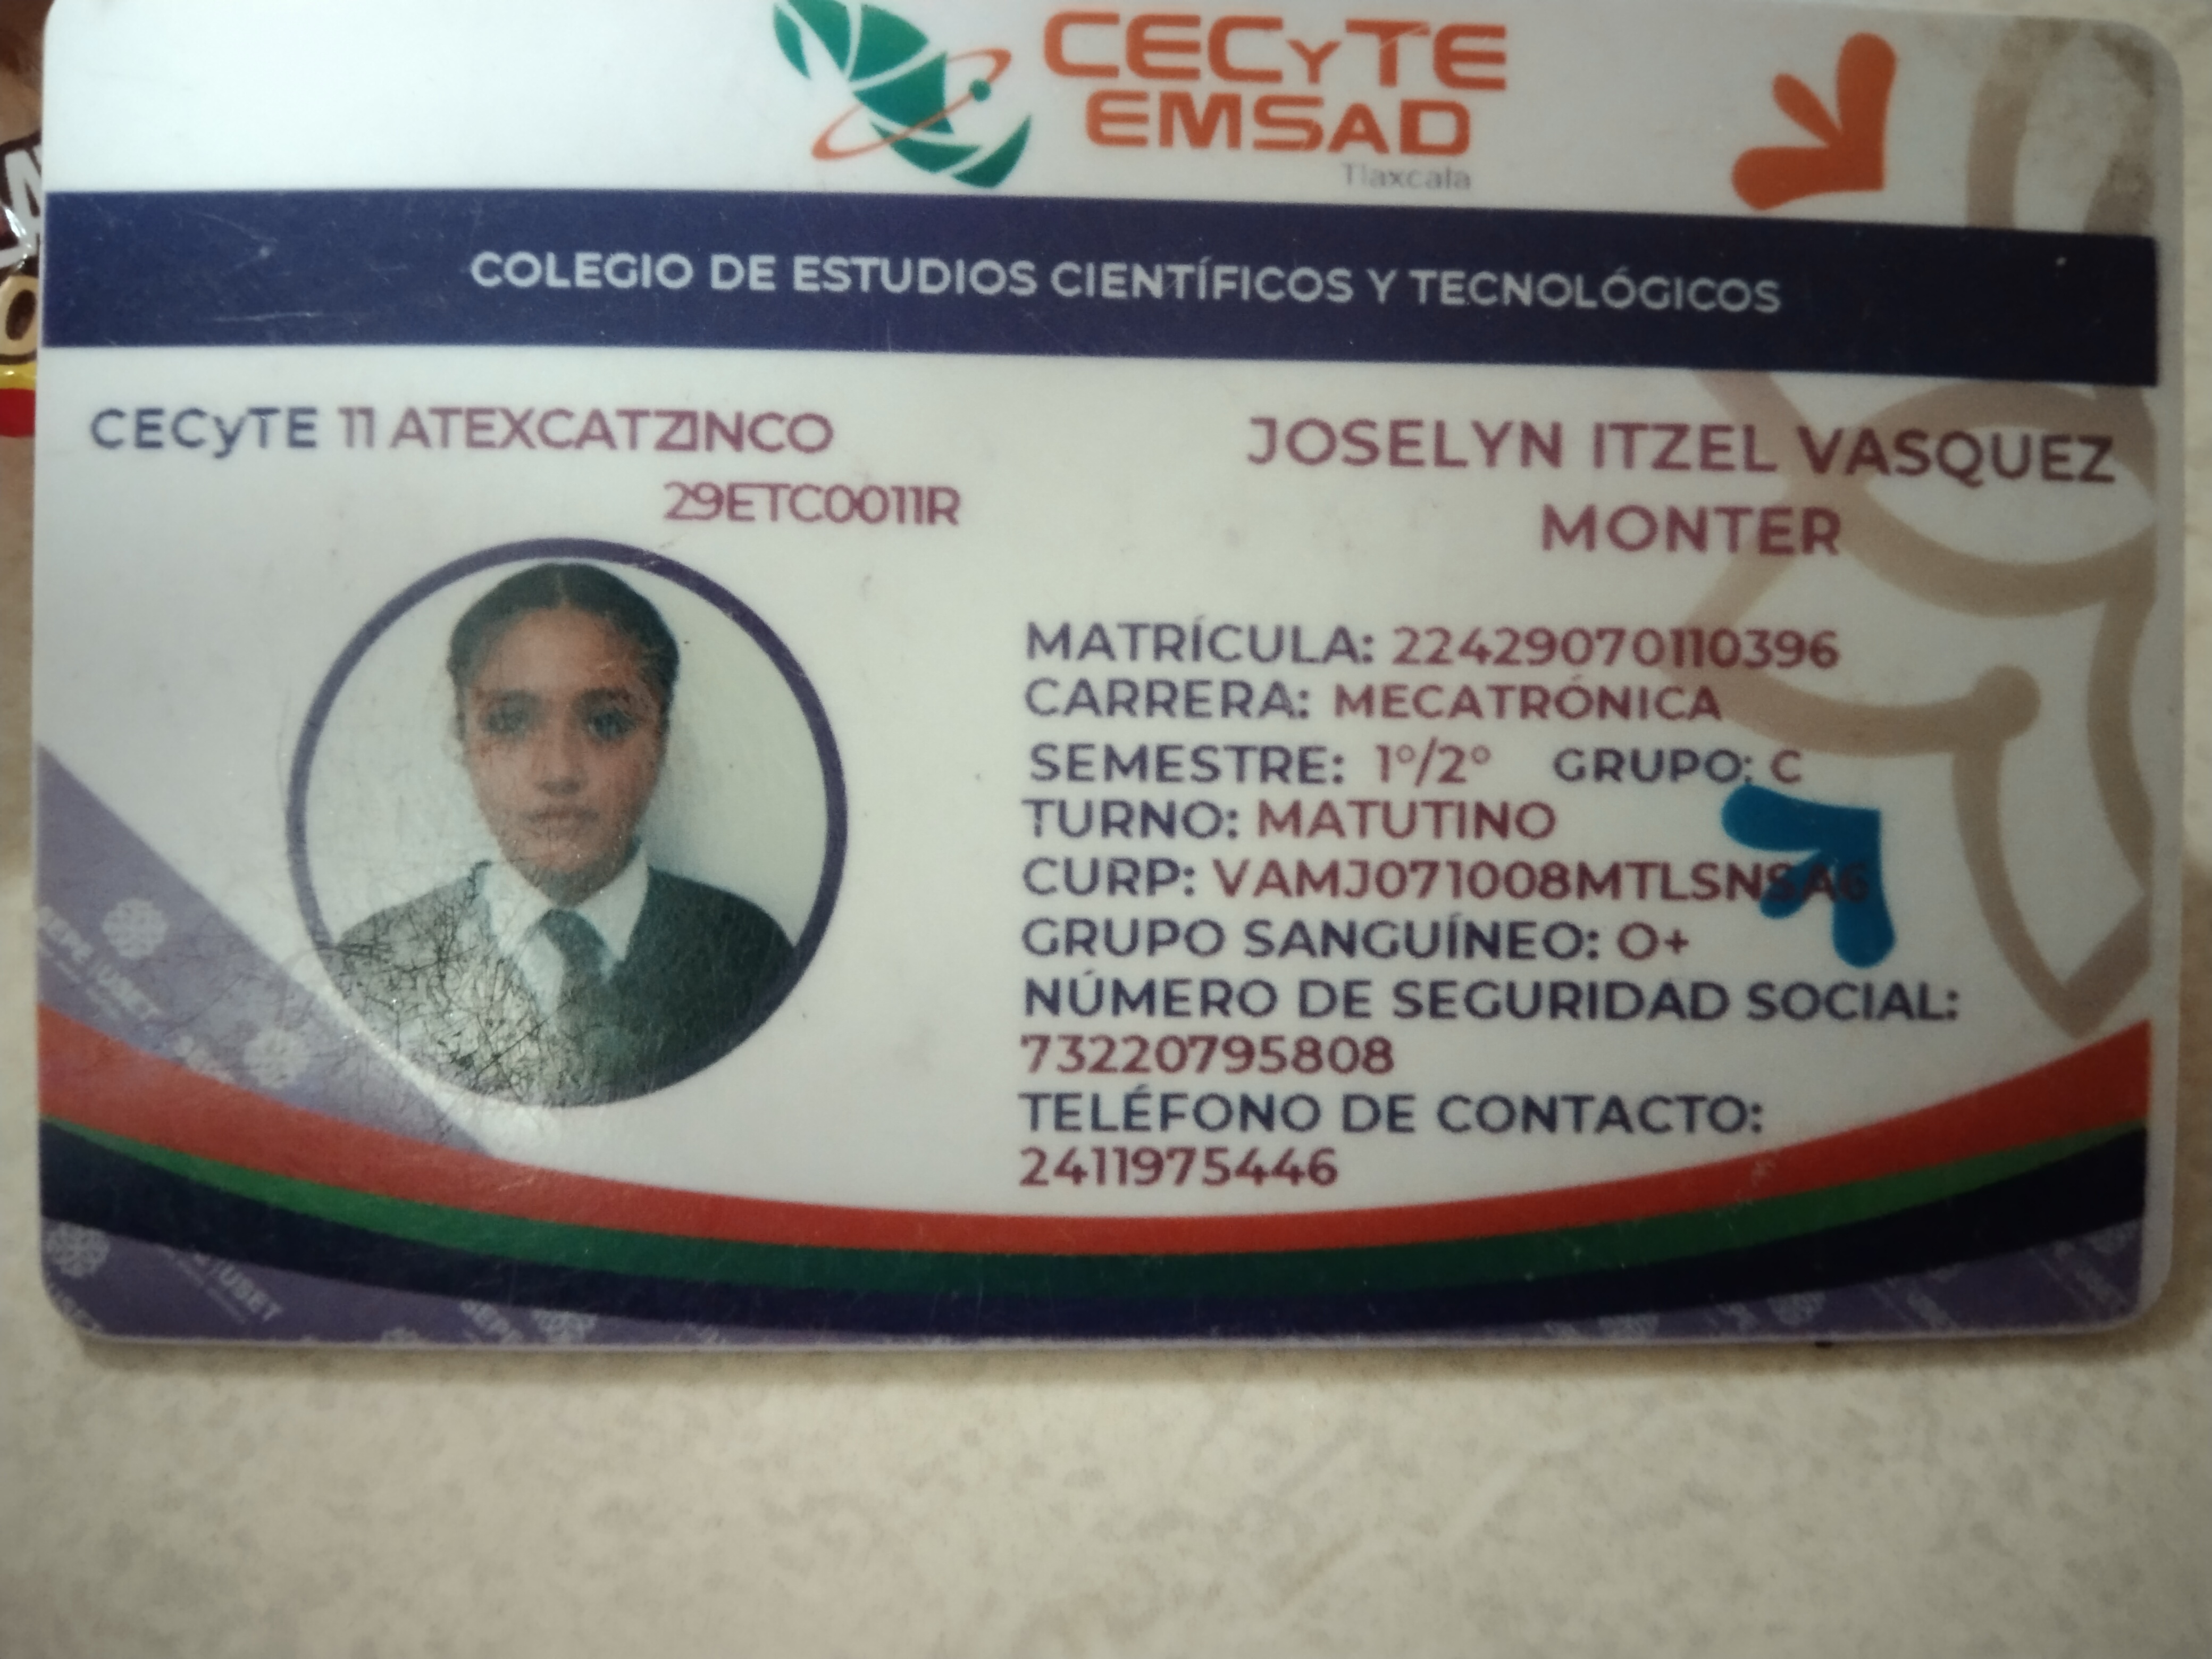 CECyTE
EMSAD
Tlaxcala
COLEGIO DE ESTUDIOS CIENTÍFICOS Y TECNOLÓGICOS
CECyTE 11 ATEXCATZINCO
29ETC0011R
JOSELYN ITZEL VASQUEZ
MONTER
MATRÍCULA: 22429070110396
CARRERA: MECATRÓNICA
SEMESTRE: 1°/2° GRUPO: C
TURNO: MATUTINO
CURP: VAMJ071008MTLSNSA6
GRUPO SANGUÍNEO: O+
NÚMERO DE SEGURIDAD SOCIAL:
73220795808
TELÉFONO DE CONTACTO:
2411975446